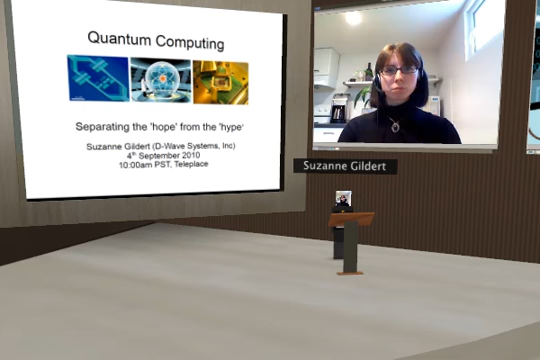 Quantum Computing
Separating the 'hope' from the 'hype'
Suzanne Gildert (D-Wave Systems, Inc)
4th September 2010
10:00am PST, Teleplace
Suzanne Gildert